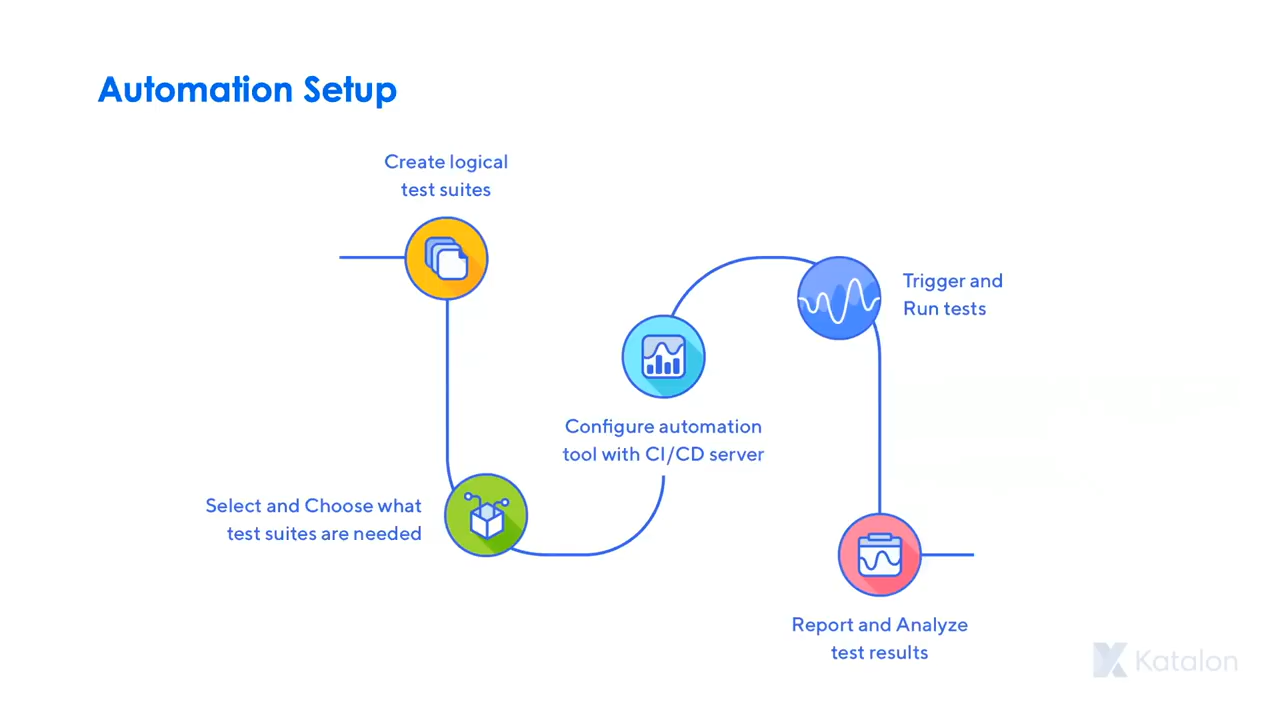 Automation Setup
Create logical
test suites
Select and Choose what
test suites are needed
Configure automation
tool with CI/CD server
Trigger and
Run tests
Report and Analyze
test results
Katalon